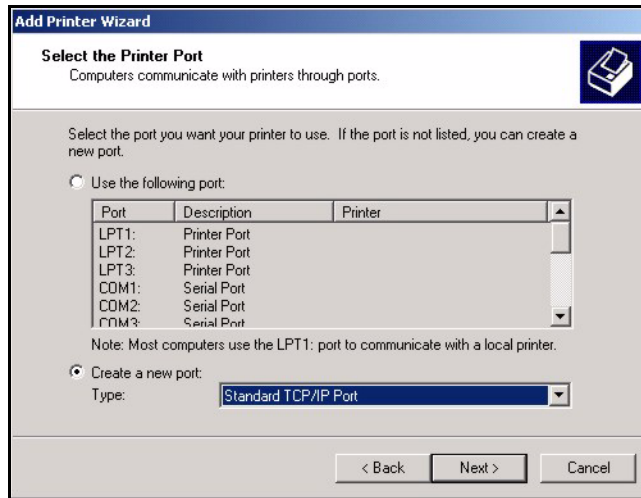 Add Printer Wizard
Select the Printer Port
Computers communicate with printers through ports.
Select the port you want your printer to use. If the port is not listed, you can create a
new port.
Use the following port:
Port Description Printer
LPT1: Printer Port
LPT2: Printer Port
LPT3: Printer Port
COM1: Serial Port
COM2: Serial Port
COM3: Serial Port
Note: Most computers use the LPT1: port to communicate with a local printer.
Create a new port:
Type: Standard TCP/IP Port
< Back Next > Cancel